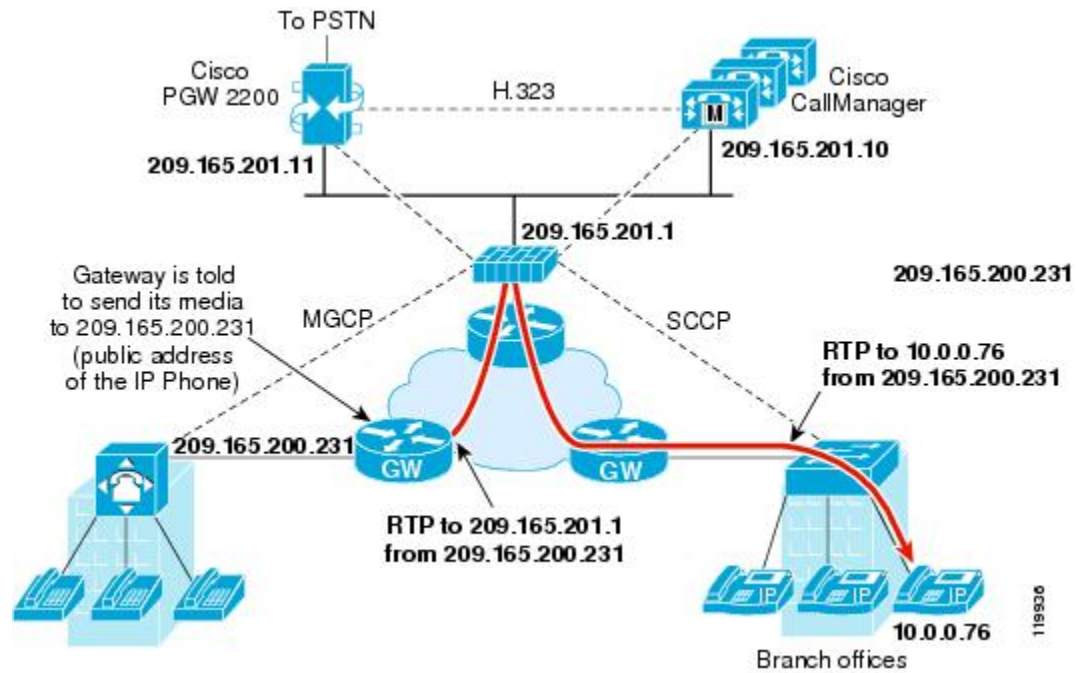 To PSTN
Cisco
PGW 2200
H.323
M
Cisco
CallManager
209.165.201.11
209.165.201.10
209.165.201.1
Gateway is told
to send its media
to 209.165.200.231
(public address
of the IP Phone)
MGCP
SCCP
209.165.200.231
RTP to 10.0.0.76
from 209.165.200.231
209.165.200.231
GW
GW
RTP to 209.165.201.1
from 209.165.200.231
IP
IP
IP
10.0.0.76
119936
Branch offices